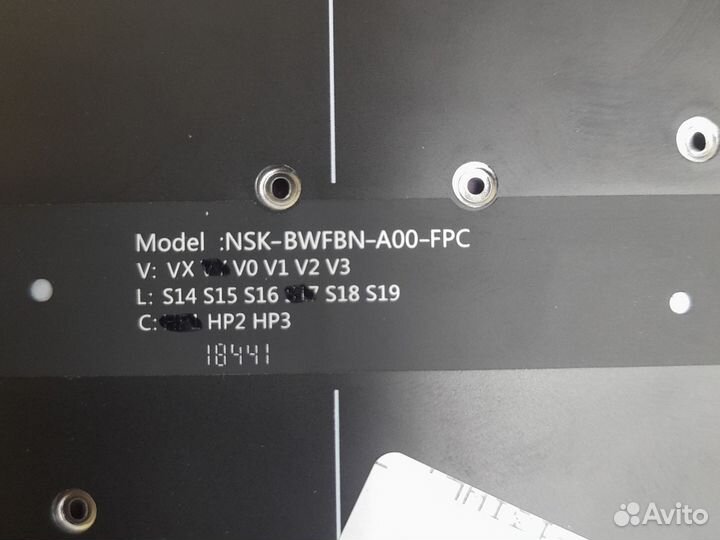 Model :NSK-BWFBN-A00-FPC
V: VX V0 V1 V2 V3
L: S14 S15 S16 S18 S19
C: HP2 HP3
18441
Avito